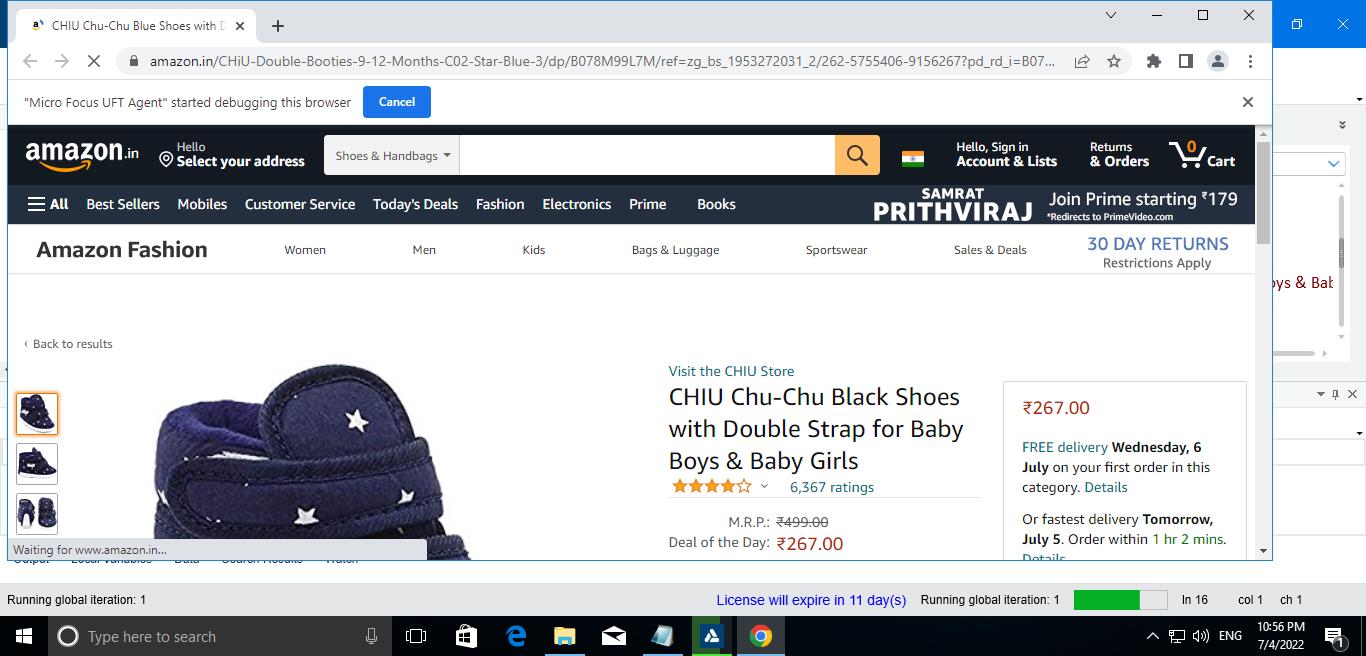 CHIU Chu-Chu Blue Shoes with D
amazon.in/CHiU-Double-Booties-9-12-Months-C02-Star-Blue-3/dp/B078M99L7M/ref=zg_bs_1953272031_2/262-5755406-9156267?pd_rd_i=B07...
"Micro Focus UFT Agent" started debugging this browser
Cancel
amazon.in
Hello
Select your address
Shoes & Handbags
Hello, Sign in
Account & Lists
Returns
& Orders
0
Cart
All
Best Sellers
Mobiles
Customer Service
Today's Deals
Fashion
Electronics
Prime
Books
SAMRAT
PRITHVIRAJ
Join Prime starting ₹179
*Redirects to PrimeVideo.com
Amazon Fashion
Women
Men
Kids
Bags & Luggage
Sportswear
Sales & Deals
30 DAY RETURNS
Restrictions Apply
oys & Bab
‹ Back to results
Visit the CHIU Store
CHIU Chu-Chu Black Shoes
with Double Strap for Baby
Boys & Baby Girls
6,367 ratings
M.R.P.: ₹499.00
Deal of the Day: ₹267.00
₹267.00
FREE delivery Wednesday, 6
July on your first order in this
category. Details
Or fastest delivery Tomorrow,
July 5. Order within 1 hr 2 mins.
Details
Waiting for www.amazon.in...
Output
Local Variables
Data
Search Results
Watch
Running global iteration: 1
License will expire in 11 day(s)
Running global iteration: 1
ln 16
col 1
ch 1
Type here to search
ENG
10:56 PM
7/4/2022
1